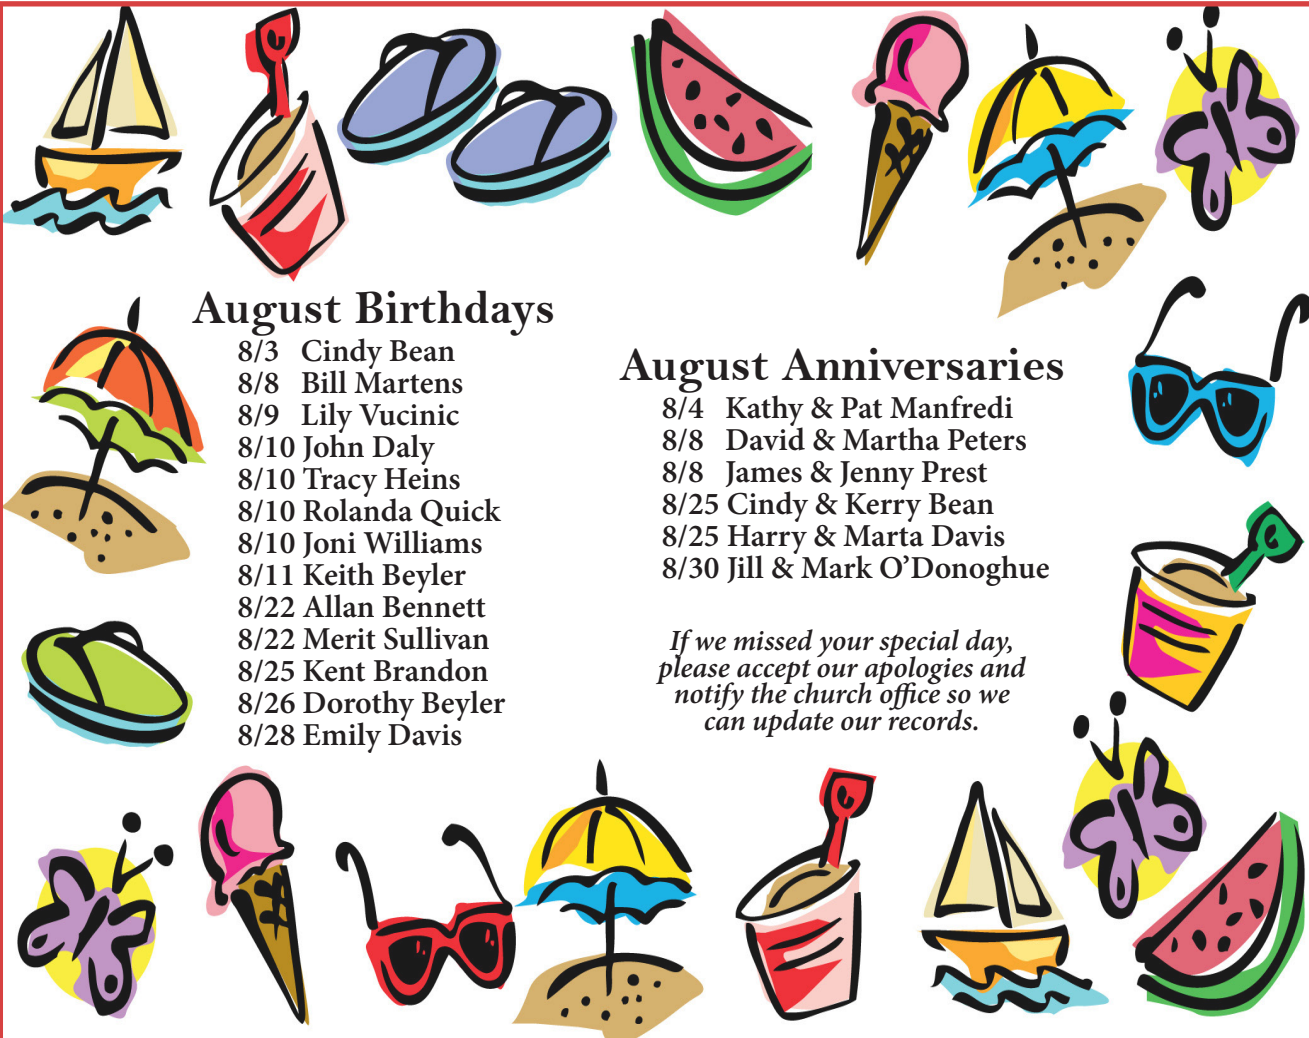 August Birthdays
8/3 Cindy Bean
8/8 Bill Martens
8/9 Lily Vucinic
8/10 John Daly
8/10 Tracy Heins
8/10 Rolanda Quick
8/10 Joni Williams
8/11 Keith Beyler
8/22 Allan Bennett
8/22 Merit Sullivan
8/25 Kent Brandon
8/26 Dorothy Beyler
8/28 Emily Davis
August Anniversaries
8/4 Kathy & Pat Manfredi
8/8 David & Martha Peters
8/8 James & Jenny Prest
8/25 Cindy & Kerry Bean
8/25 Harry & Marta Davis
8/30 Jill & Mark O’Donoghue
If we missed your special day,
please accept our apologies and
notify the church office so we
can update our records.